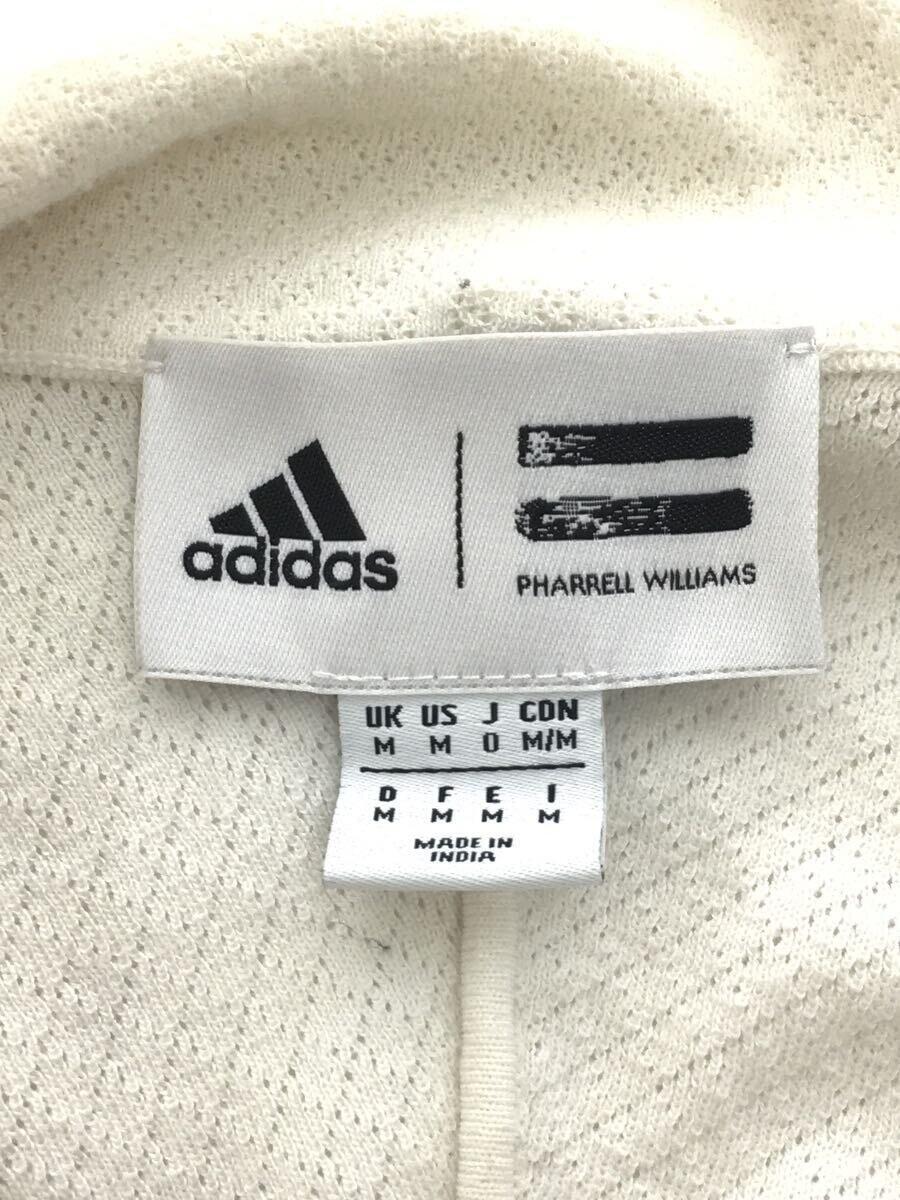 adidas
PHARRELL WILLIAMS
UK US J CDN
M M O M/M
D F E I
M M M M
MADE IN
INDIA